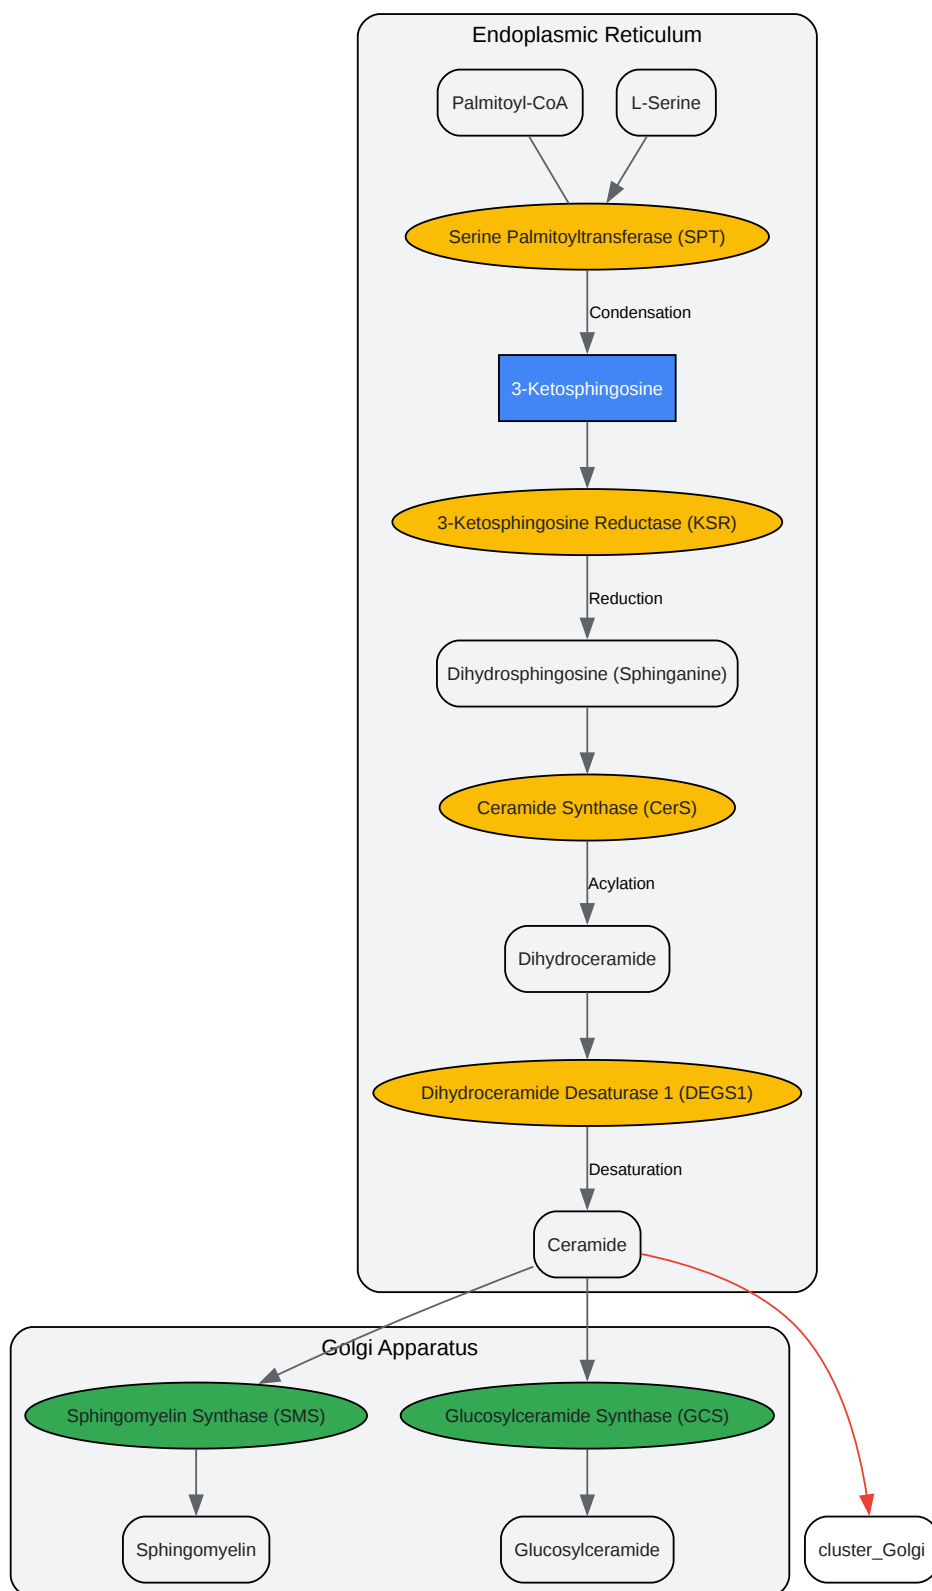 Endoplasmic Reticulum
Palmitoyl-CoA
L-Serine
Serine Palmitoyltransferase (SPT)
Condensation
3-Ketosphingosine
3-Ketosphingosine Reductase (KSR)
Reduction
Dihydrosphingosine (Sphinganine)
Ceramide Synthase (CerS)
Acylation
Dihydroceramide
Dihydroceramide Desaturase 1 (DEGS1)
Desaturation
Ceramide
Golgi Apparatus
Sphingomyelin Synthase (SMS)
Glucosylceramide Synthase (GCS)
Sphingomyelin
Glucosylceramide
cluster_Golgi